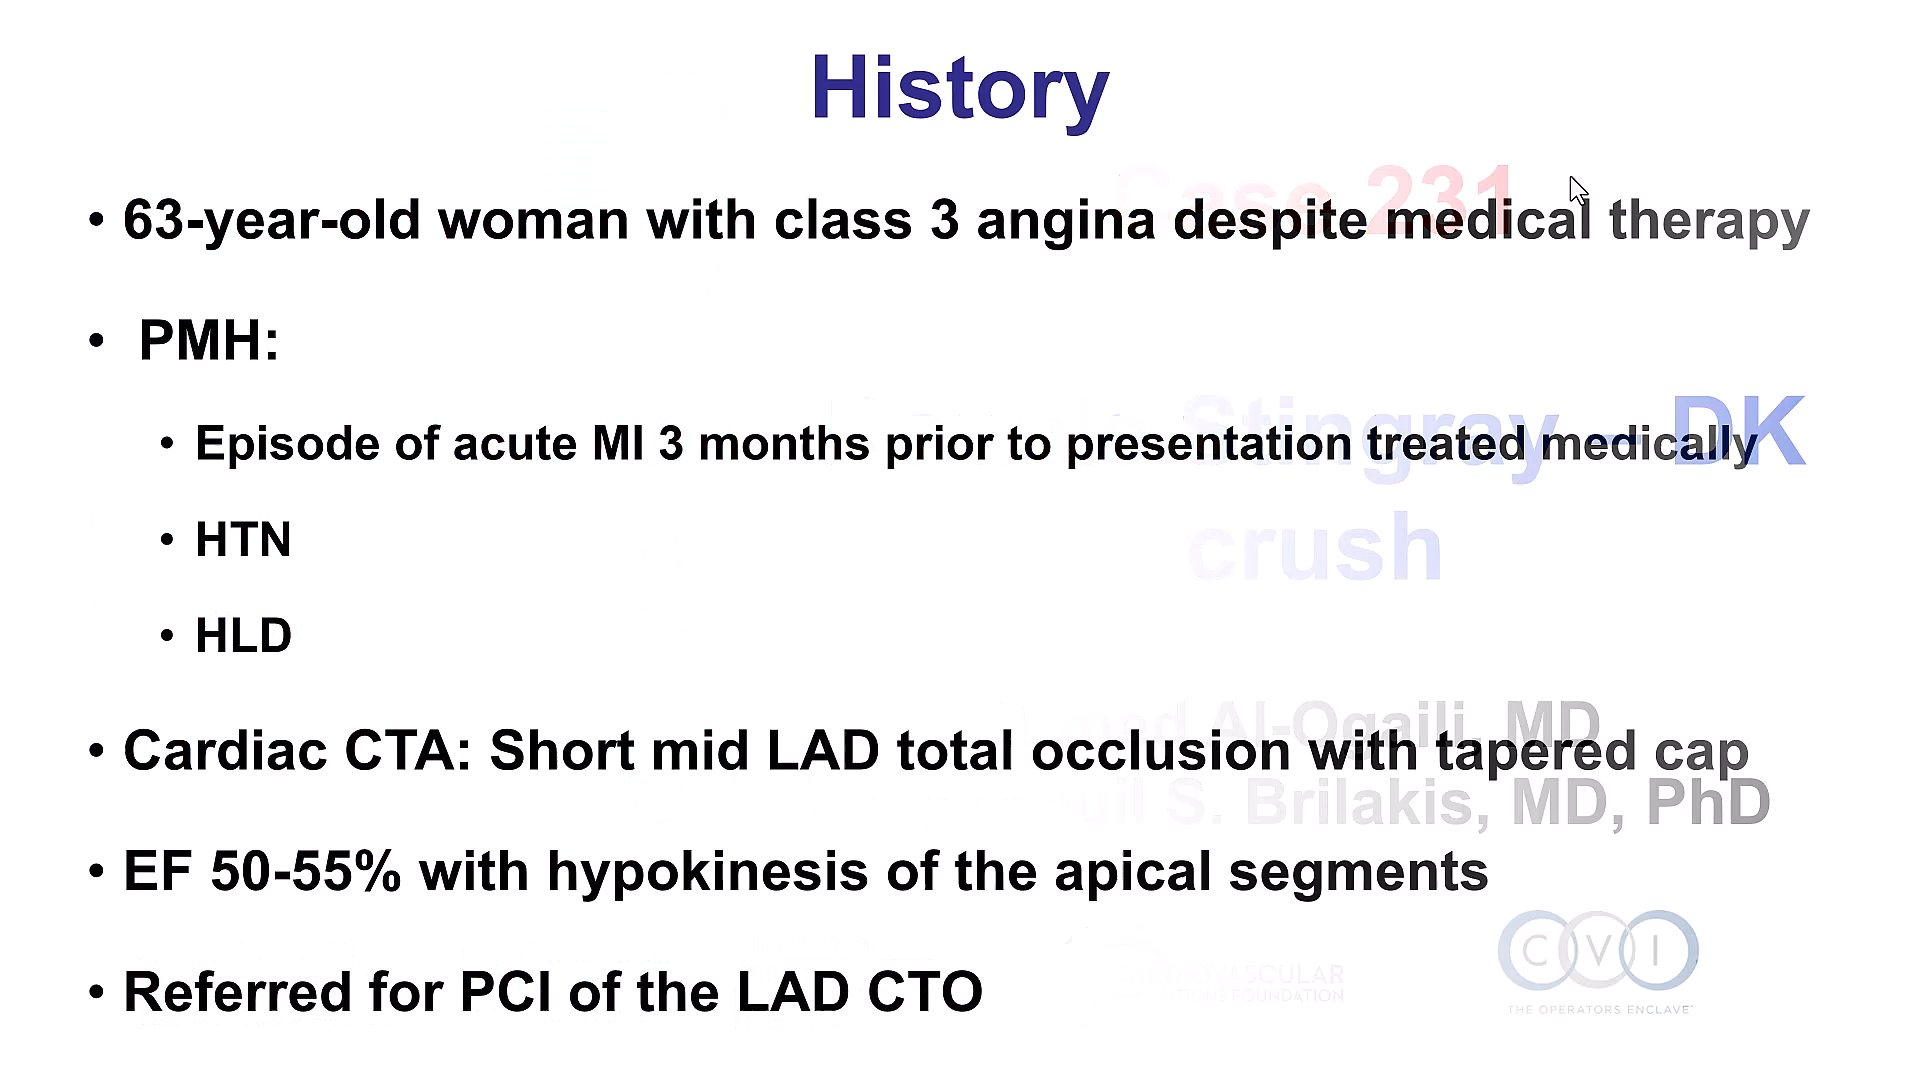 History
Case 231
• 63-year-old woman with class 3 angina despite medical therapy
• PMH:
Stingray – DK
• Episode of acute MI 3 months prior to presentation treated medically
crush
• HTN
• HLD
Al-Ogaili, MD
• Cardiac CTA: Short mid LAD total occlusion with tapered cap
S. Brilakis, MD, PhD
• EF 50-55% with hypokinesis of the apical segments
CVI
THE OPERATORS ENCLAVE
• Referred for PCI of the LAD CTO
FOUNDATION